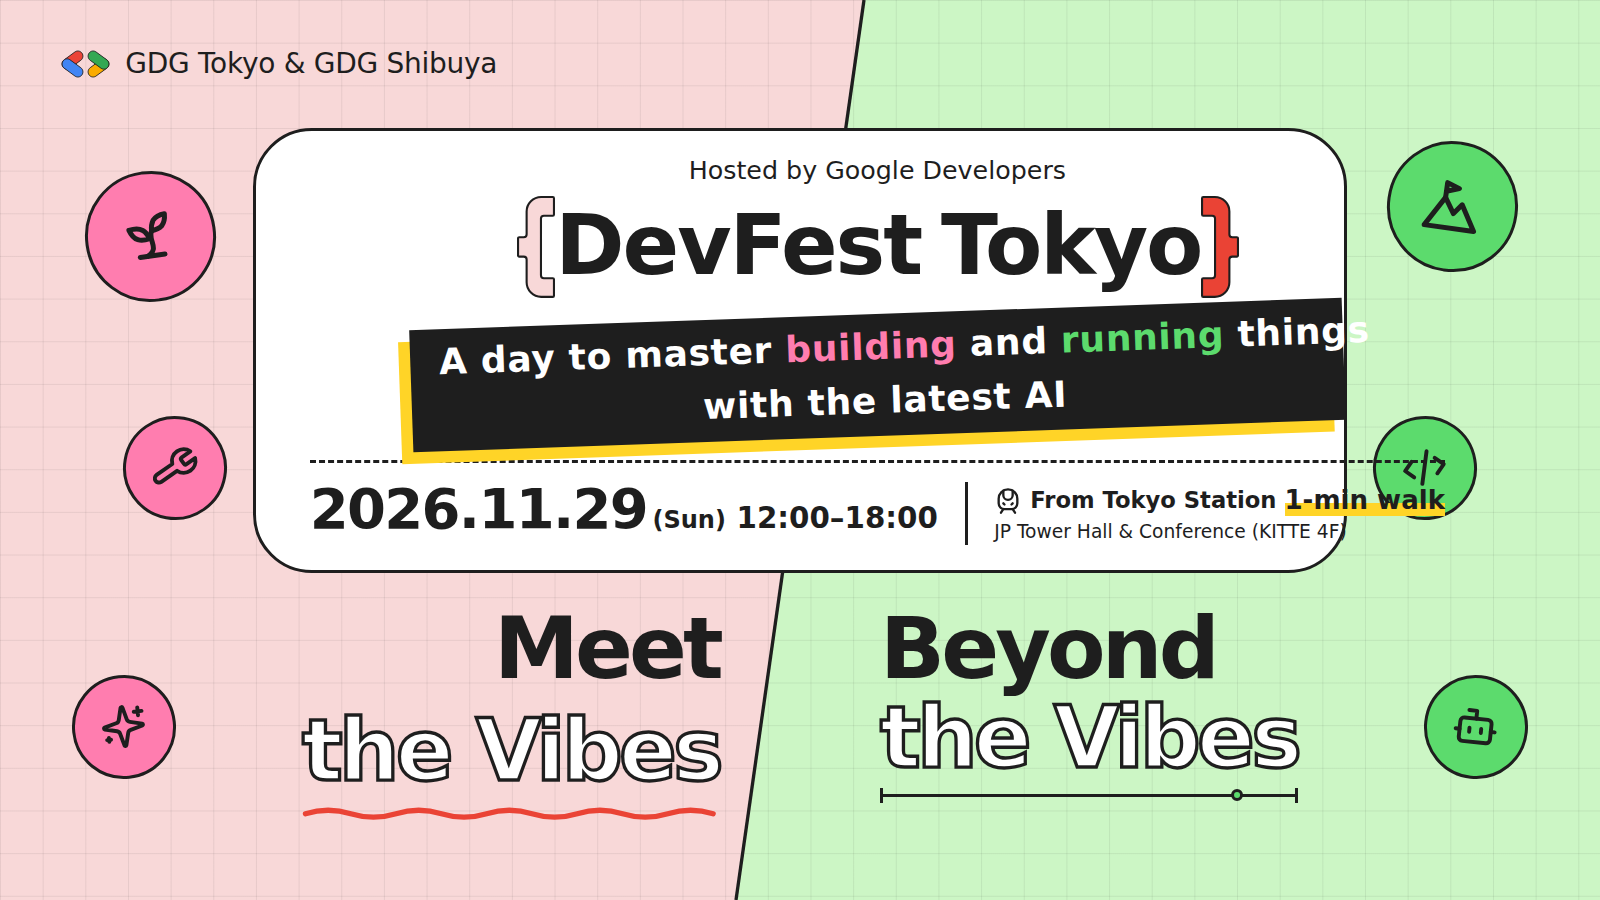 GDG Tokyo & GDG Shibuya
Hosted by Google Developers
{DevFest Tokyo}
A day to master building and running things
with the latest AI
2026.11.29 (Sun) 12:00–18:00
From Tokyo Station 1-min walk
JP Tower Hall & Conference (KITTE 4F)
Meet
the Vibes
Beyond
the Vibes